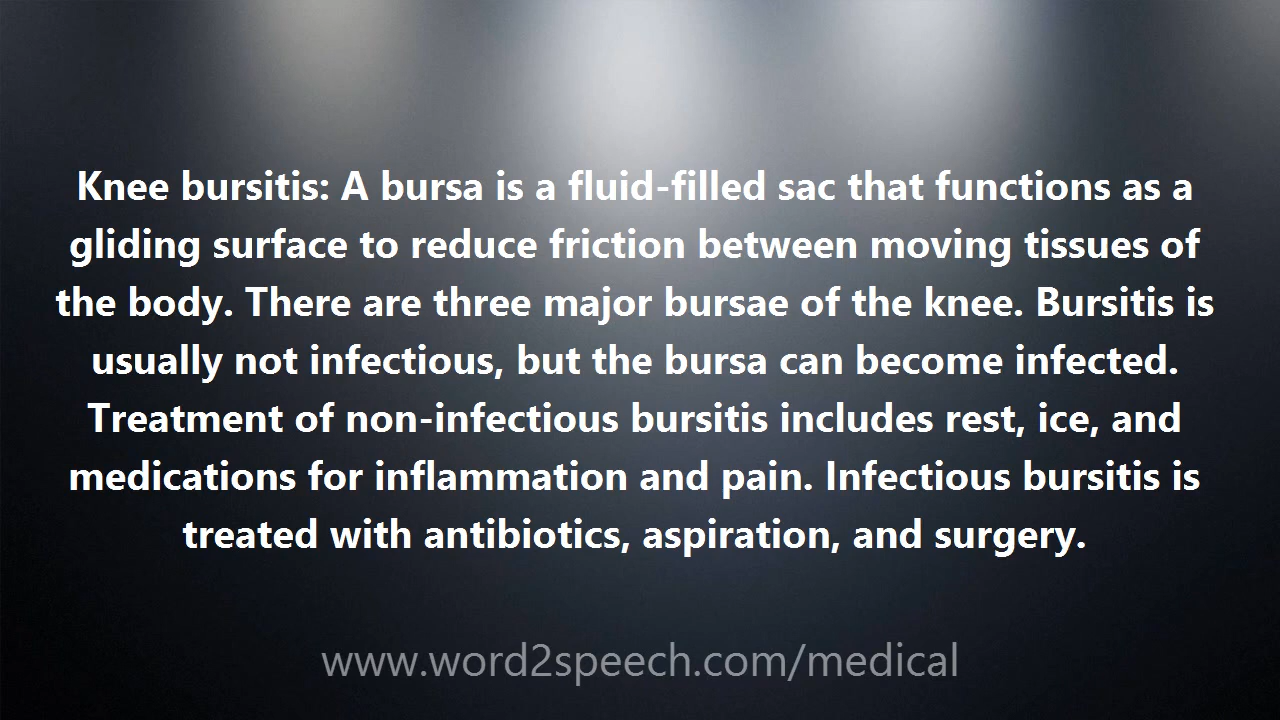 Knee bursitis: A bursa is a fluid-filled sac that functions as a
gliding surface to reduce friction between moving tissues of
the body. There are three major bursae of the knee. Bursitis is
usually not infectious, but the bursa can become infected.
Treatment of non-infectious bursitis includes rest, ice, and
medications for inflammation and pain. Infectious bursitis is
treated with antibiotics, aspiration, and surgery.
www.word2speech.com/medical